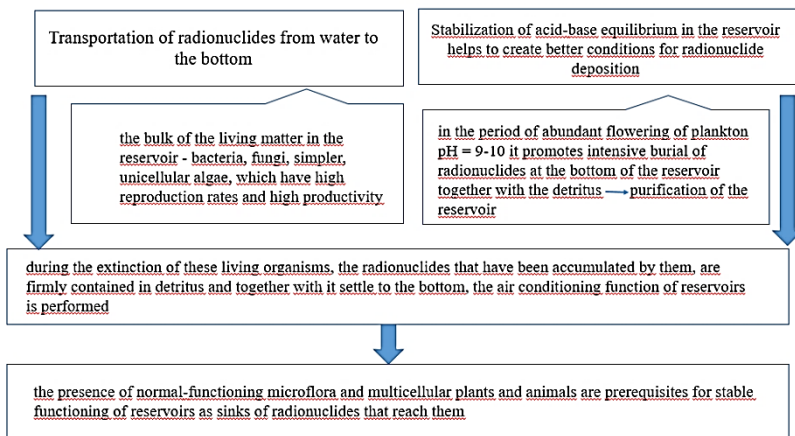 Transportation of radionuclides from water to
the bottom
Stabilization of acid-base equilibrium in the reservoir
helps to create better conditions for radionuclide
deposition
the bulk of the living matter in the
reservoir - bacteria, fungi, simpler,
unicellular algae, which have high
reproduction rates and high productivity
in the period of abundant flowering of plankton
pH = 9-10 it promotes intensive burial of
radionuclides at the bottom of the reservoir
together with the detritus → purification of the
reservoir
during the extinction of these living organisms, the radionuclides that have been accumulated by them, are
firmly contained in detritus and together with it settle to the bottom, the air conditioning function of reservoirs
is performed
the presence of normal-functioning microflora and multicellular plants and animals are prerequisites for stable
functioning of reservoirs as sinks of radionuclides that reach them